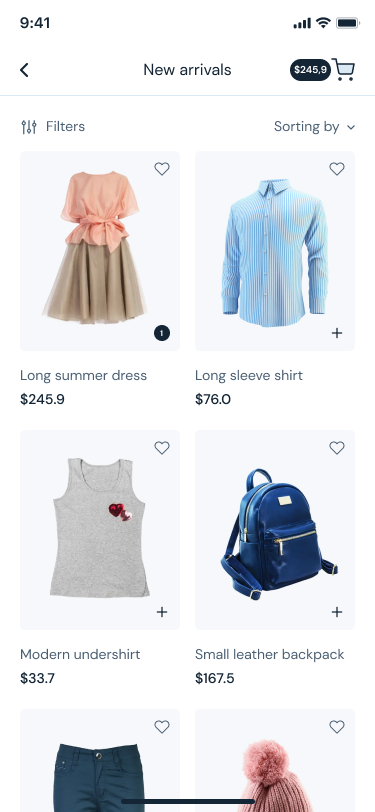 9:41
New arrivals
$245,9
Filters
Sorting by
1
Long summer dress
$245.9
Long sleeve shirt
$76.0
Modern undershirt
$33.7
Small leather backpack
$167.5